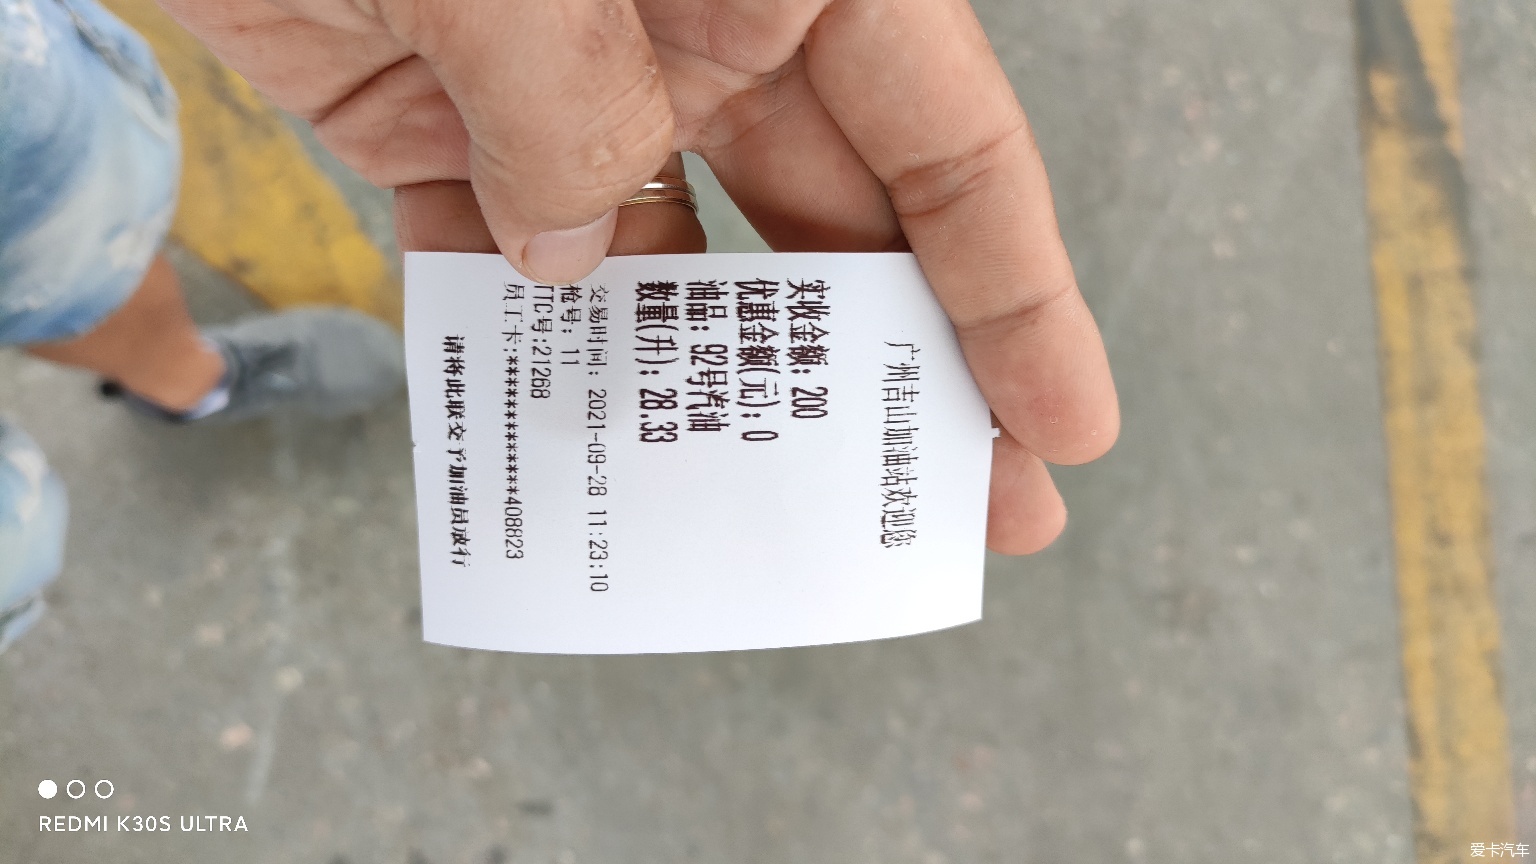 广州吉山加油站欢迎您
实收金额：200
优惠金额(元)：0
油品：92号汽油
数量(升)：28.33
交易时间：2021-09-28 11:23:10
枪号：11
TTC号:21268
员工卡:*************408823
请将此联交予加油员放行
REDMI K30S ULTRA
爱卡汽车